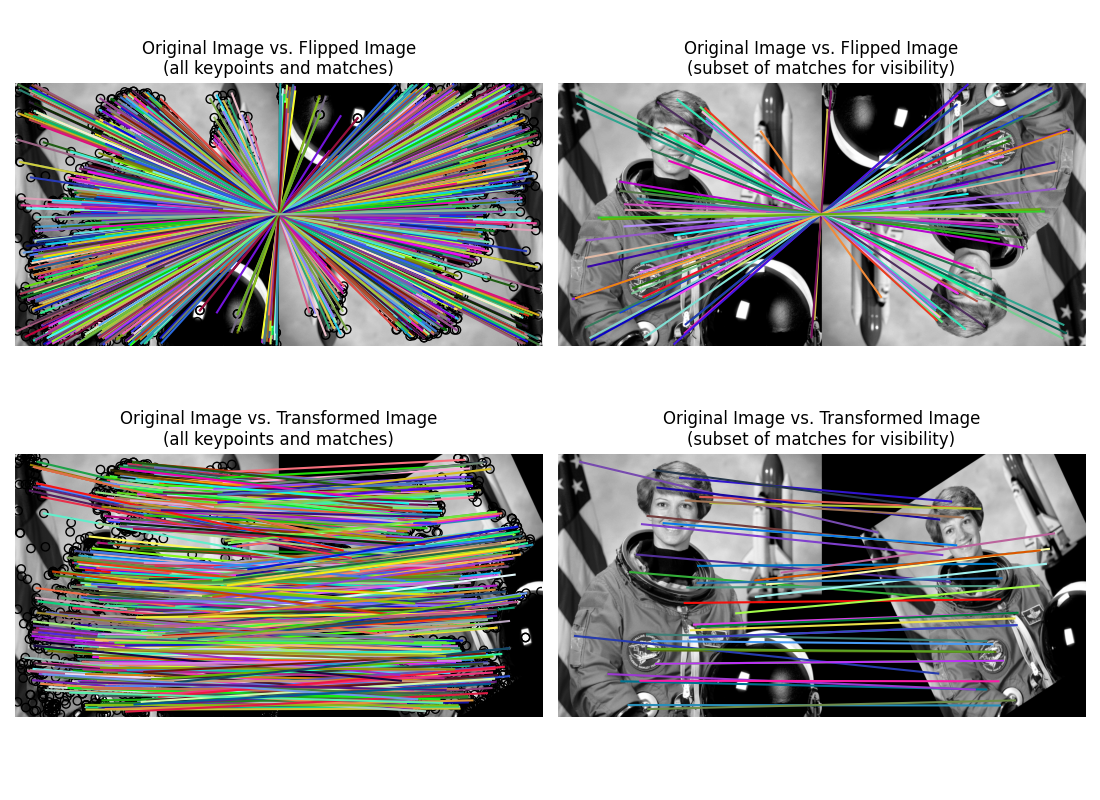 Original Image vs. Flipped Image
(all keypoints and matches)
Original Image vs. Flipped Image
(subset of matches for visibility)
Original Image vs. Transformed Image
(all keypoints and matches)
Original Image vs. Transformed Image
(subset of matches for visibility)